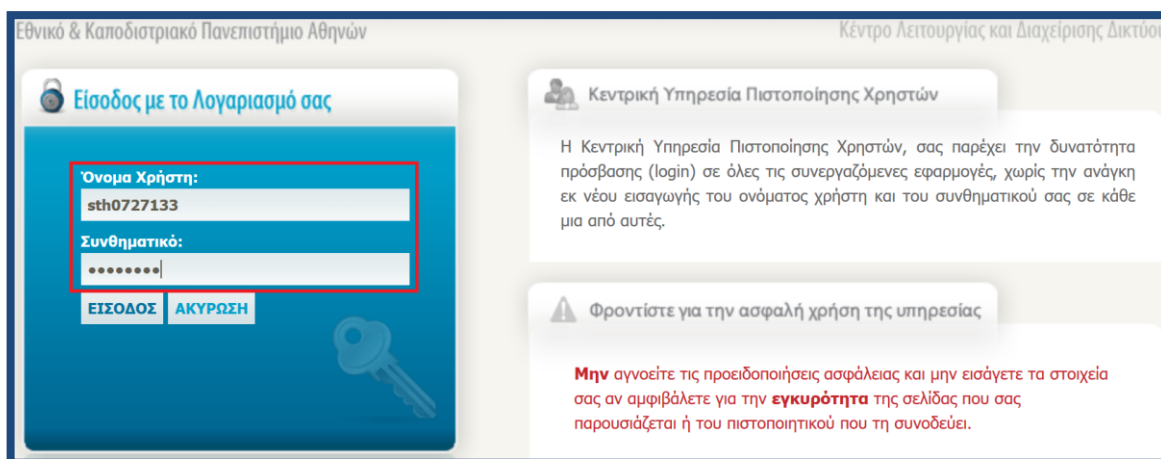 Εθνικό & Καποδιστριακό Πανεπιστήμιο Αθηνών
Κέντρο Λειτουργίας και Διαχείρισης Δικτύου
Είσοδος με το Λογαριασμό σας
Όνομα Χρήστη:
sth0727133
Συνθηματικό:
••••••••
ΕΙΣΟΔΟΣ ΑΚΥΡΩΣΗ
Κεντρική Υπηρεσία Πιστοποίησης Χρηστών
Η Κεντρική Υπηρεσία Πιστοποίησης Χρηστών, σας παρέχει την δυνατότητα
πρόσβασης (login) σε όλες τις συνεργαζόμενες εφαρμογές, χωρίς την ανάγκη
εκ νέου εισαγωγής του ονόματος χρήστη και του συνθηματικού σας σε κάθε
μια από αυτές.
Φροντίστε για την ασφαλή χρήση της υπηρεσίας
Μην αγνοείτε τις προειδοποιήσεις ασφάλειας και μην εισάγετε τα στοιχεία
σας αν αμφιβάλετε για την εγκυρότητα της σελίδας που σας
παρουσιάζεται ή του πιστοποιητικού που τη συνοδεύει.